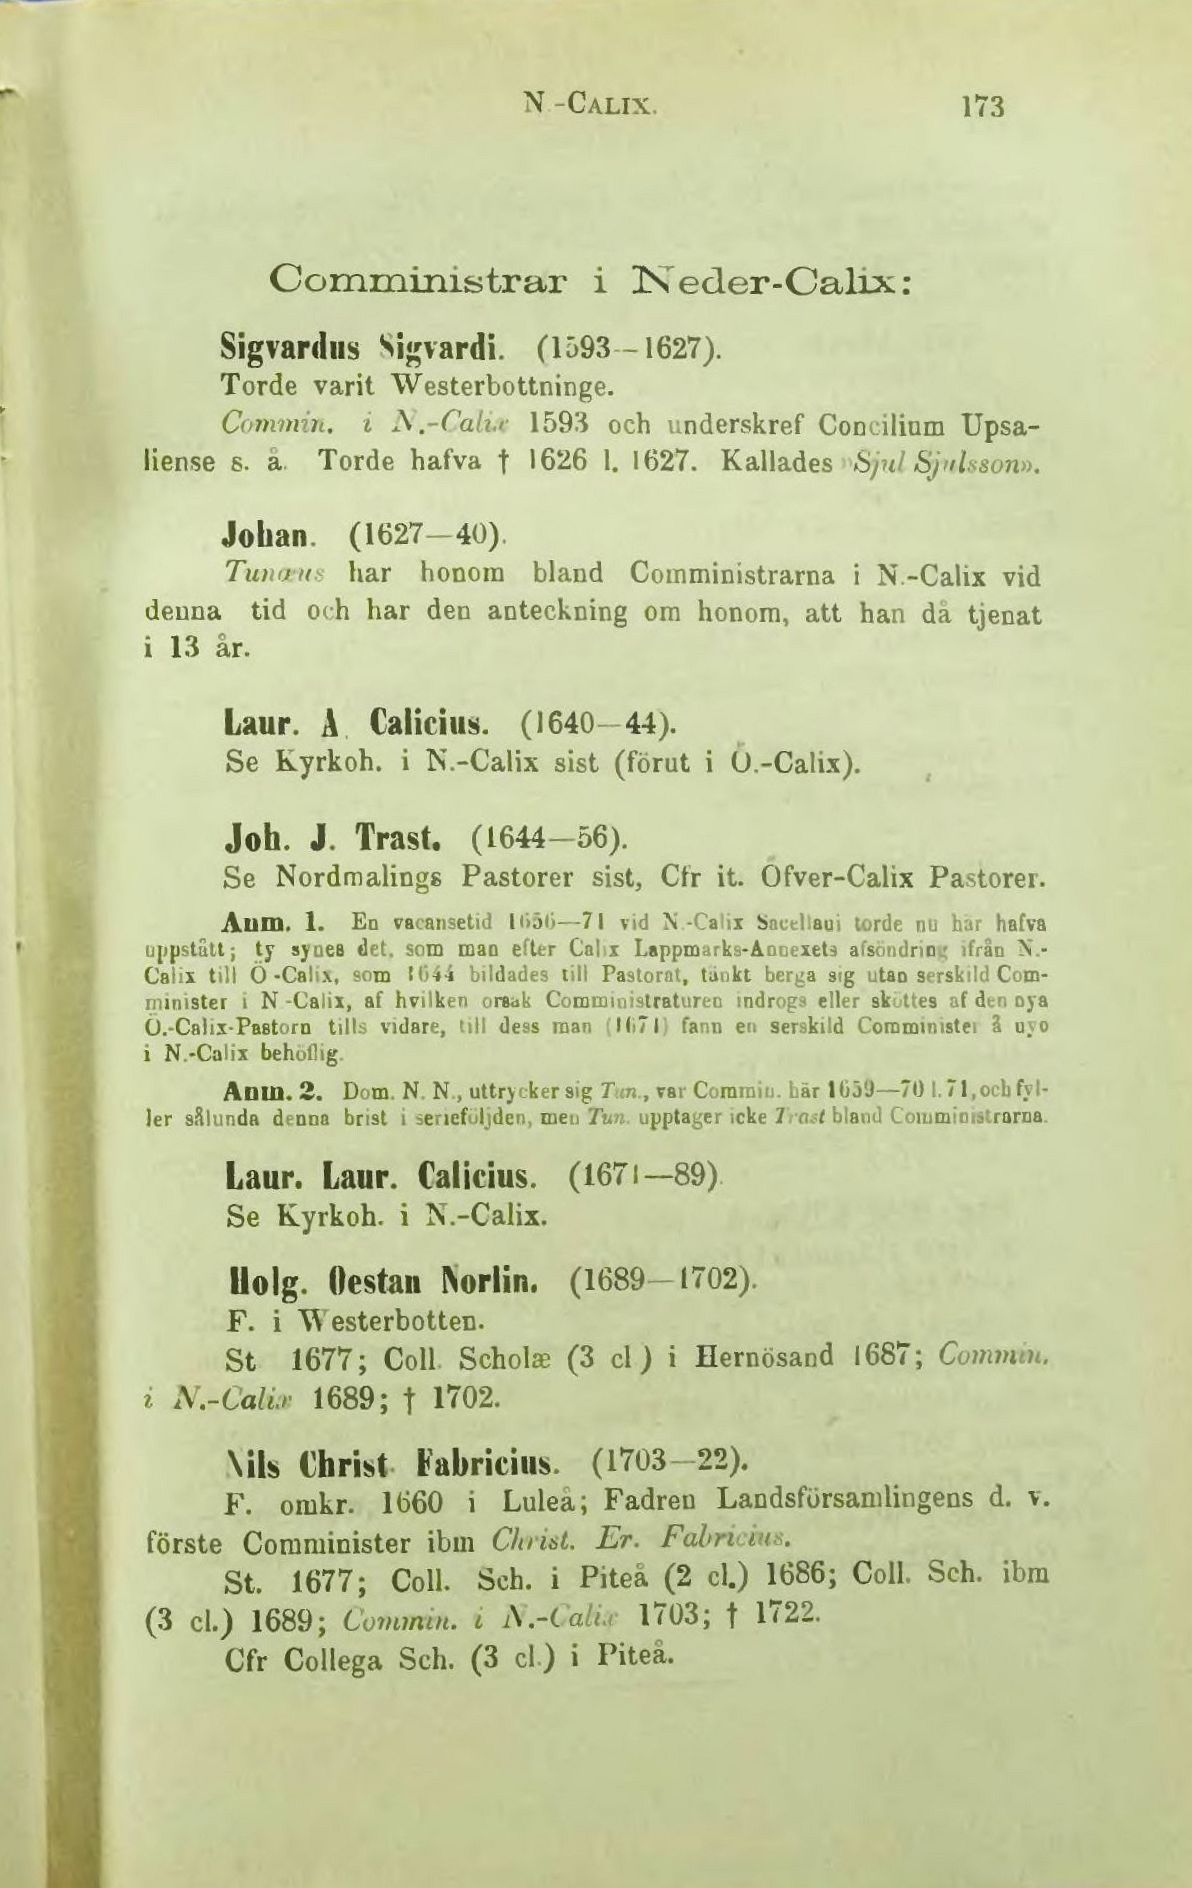 N.-CALIX. 173
Comministrar i Neder-Calix:
Sigvardus Sigvardi. (1593—1627).
Torde varit Westerbottninge.
Commin. i N.-Calix 1593 och underskref Concilium Upsa-
liense s. å. Torde hafva † 1626 l. 1627. Kallades »Sjul Sjulsson».
Johan. (1627—40).
Tunæus har honom bland Comministrarna i N.-Calix vid
denna tid och har den anteckning om honom, att han då tjenat
i 13 år.
Laur. A. Calicius. (1640—44).
Se Kyrkoh. i N.-Calix sist (förut i Ö.-Calix).
Joh. J. Trast. (1644—56).
Se Nordmalings Pastorer sist, Cfr it. Öfver-Calix Pastorer.
Anm. 1. En vacansetid 1656—71 vid N.-Calix Sacellani torde nu här hafva
uppstått; ty synes det, som man efter Calix Lappmarks-Annexets afsöndring ifrån N.-
Calix till Ö.-Calix, som 1644 bildades till Pastorat, tänkt berga sig utan serskild Com-
minister i N.-Calix, af hvilken orsak Comministraturen indrogs eller sköttes af den nya
Ö.-Calix-Pastorn tills vidare, till dess man (1671) fann en serskild Comminister å nyo
i N.-Calix behöflig.
Anm. 2. Dom. N. N., uttrycker sig Tun., var Commin. här 1659—70 l. 71, och fyl-
ler sålunda denna brist i serieföljden, men Tun. upptager icke Trast bland Comministrarna.
Laur. Laur. Calicius. (1671—89).
Se Kyrkoh. i N.-Calix.
Holg. Oestan Norlin. (1689—1702).
F. i Westerbotten.
St. 1677; Coll. Scholæ (3 cl.) i Hernösand 1687; Commin.
i N.-Calix 1689; † 1702.
Nils Christ. Fabricius. (1703—22).
F. omkr. 1660 i Luleå; Fadren Landsförsamlingens d. v.
förste Comminister ibm Christ. Er. Fabricius.
St. 1677; Coll. Sch. i Piteå (2 cl.) 1686; Coll. Sch. ibm
(3 cl.) 1689; Commin. i N.-Calix 1703; † 1722.
Cfr Collega Sch. (3 cl.) i Piteå.